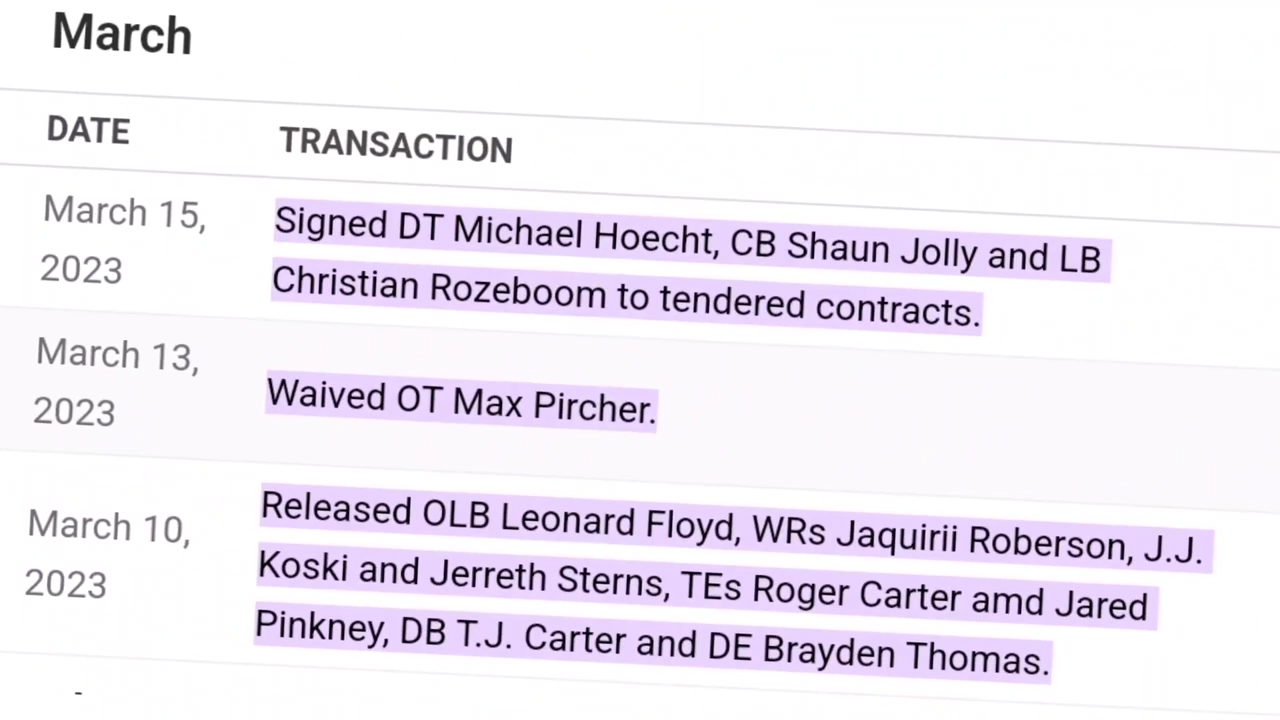 March
DATE TRANSACTION
March 15,
2023
Signed DT Michael Hoecht, CB Shaun Jolly and LB
Christian Rozeboom to tendered contracts.
March 13,
2023
Waived OT Max Pircher.
March 10,
2023
Released OLB Leonard Floyd, WRs Jaquirii Roberson, J.J.
Koski and Jerreth Sterns, TEs Roger Carter amd Jared
Pinkney, DB T.J. Carter and DE Brayden Thomas.